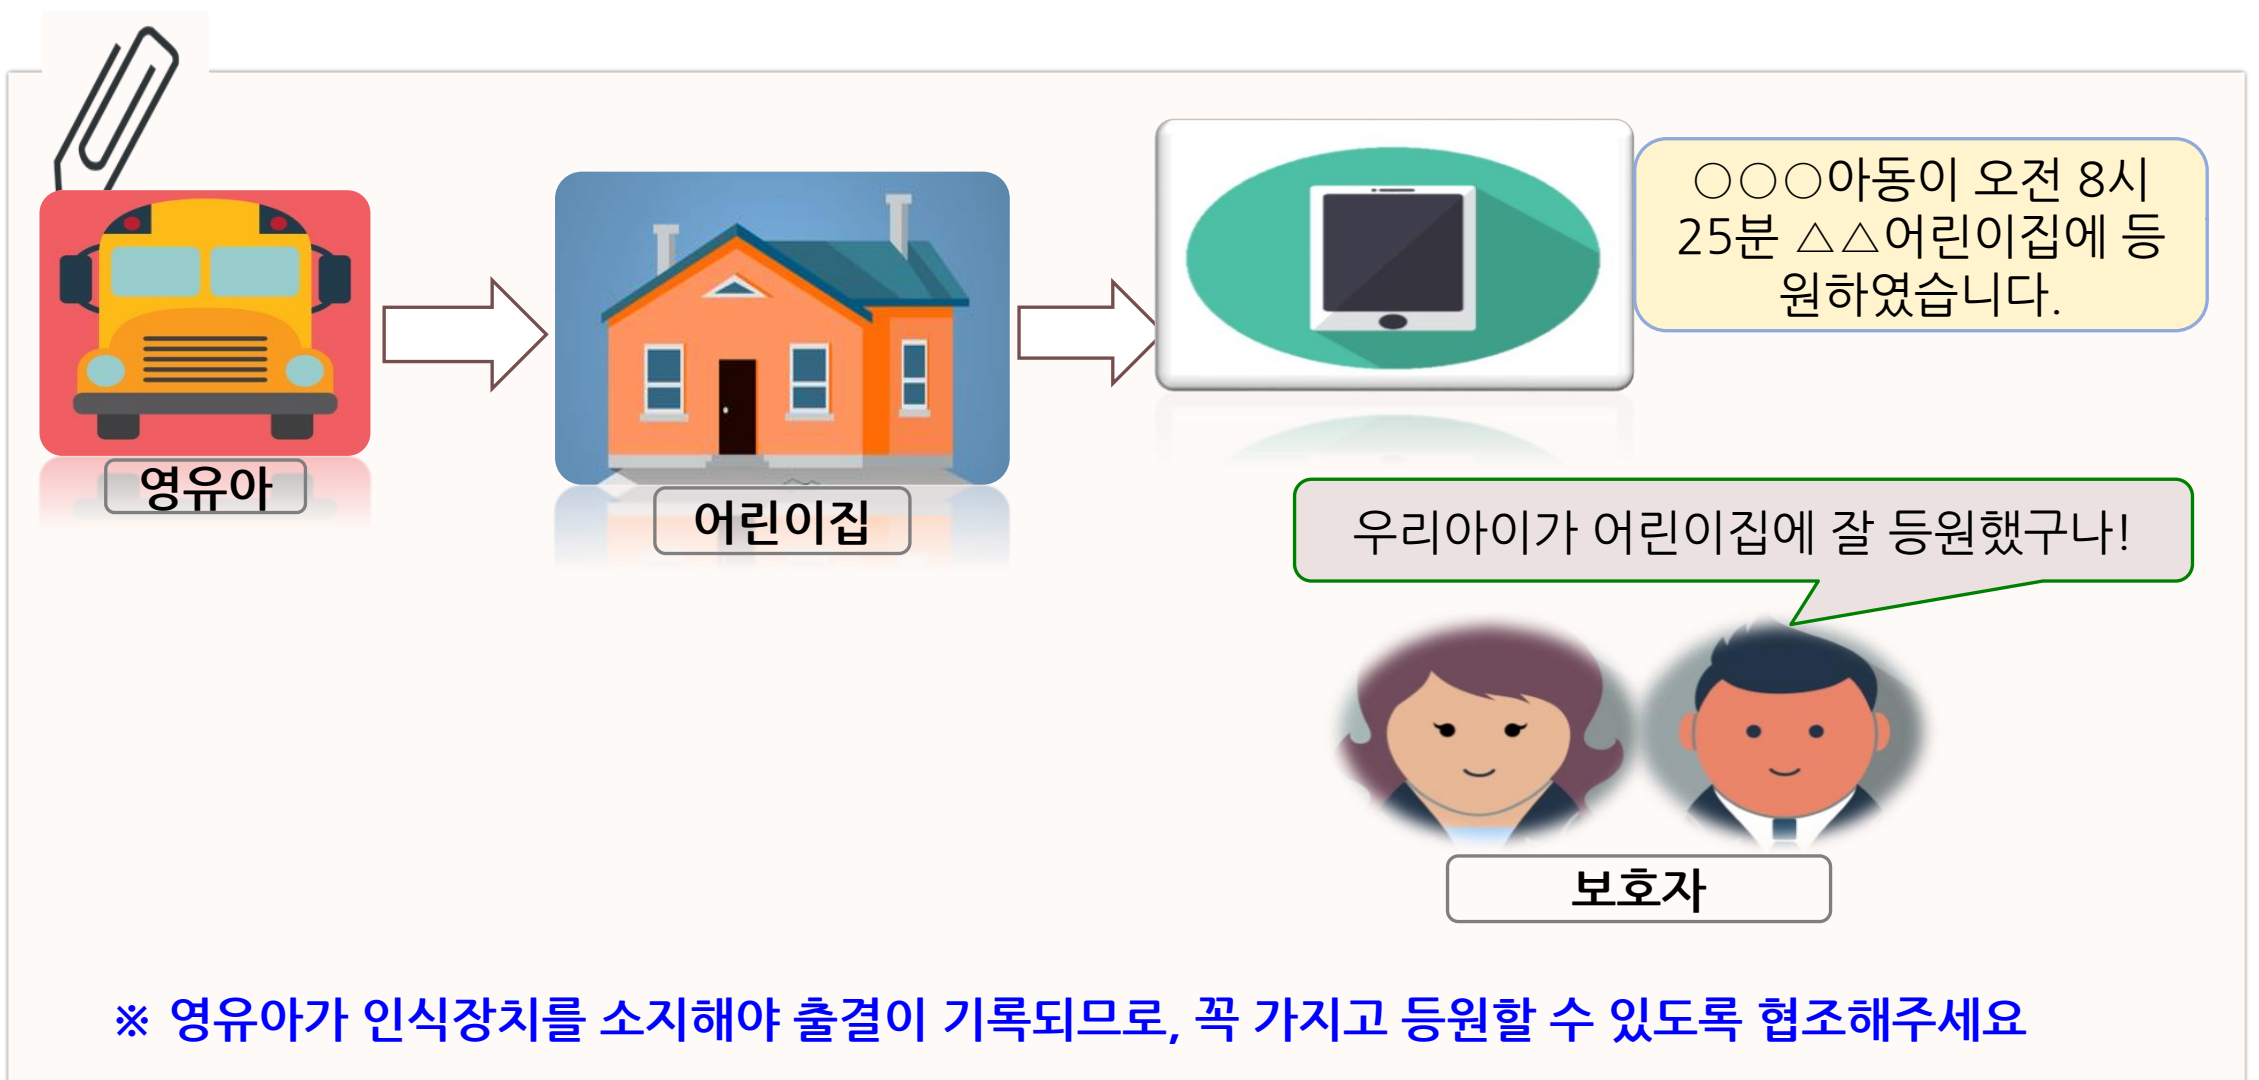 ○○○아동이 오전 8시
25분 △△어린이집에 등
원하였습니다.
영유아
어린이집
우리아이가 어린이집에 잘 등원했구나!
보호자
※ 영유아가 인식장치를 소지해야 출결이 기록되므로, 꼭 가지고 등원할 수 있도록 협조해주세요